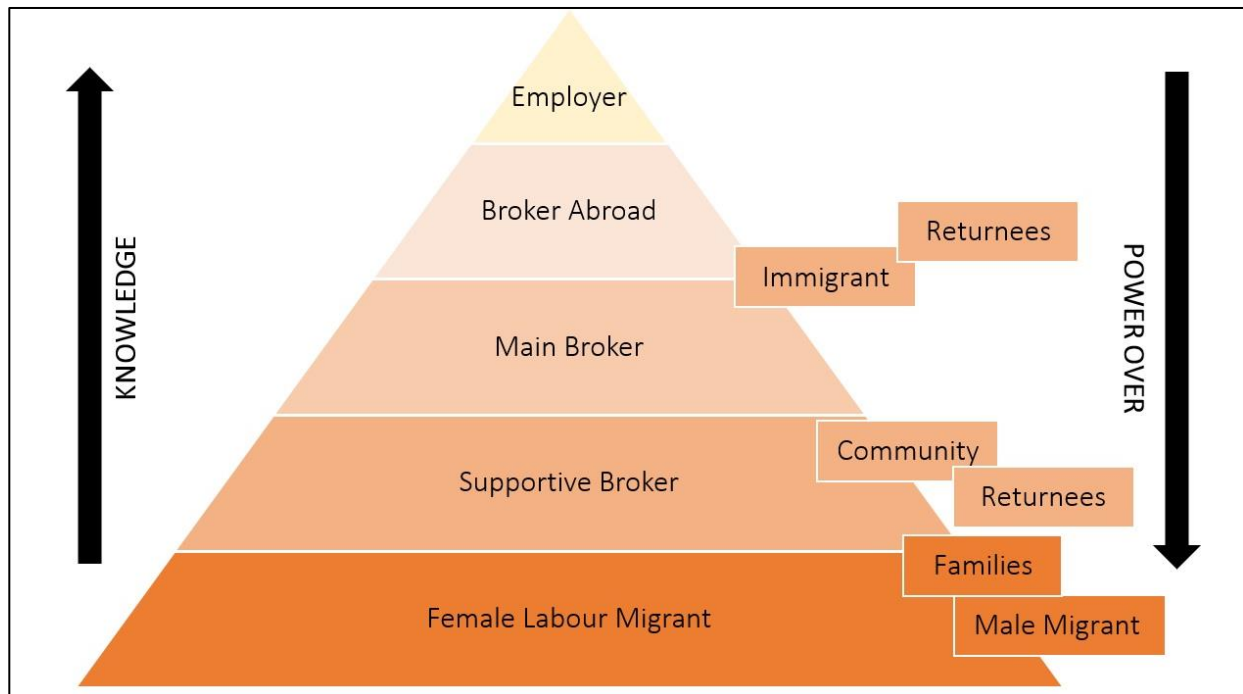 Employer
Broker Abroad
Returnees
Immigrant
KNOWLEDGE
POWER OVER
Main Broker
Community
Supportive Broker
Returnees
Families
Female Labour Migrant
Male Migrant